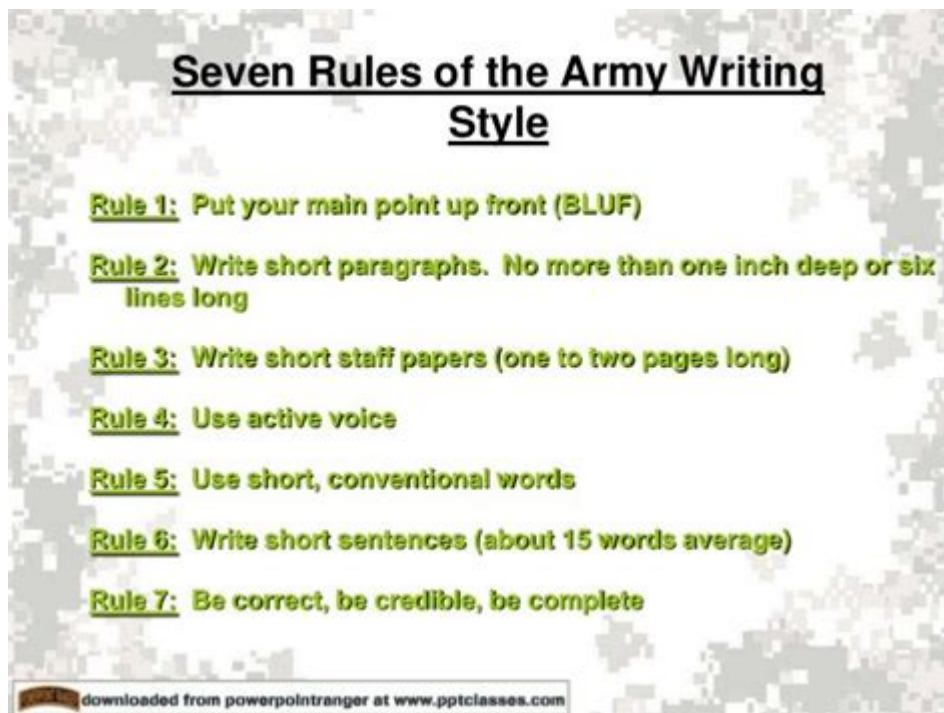 Seven Rules of the Army Writing
Style
Rule 1: Put your main point up front (BLUF)
Rule 2: Write short paragraphs. No more than one inch deep or six
lines long
Rule 3: Write short staff papers (one to two pages long)
Rule 4: Use active voice
Rule 5: Use short, conventional words
Rule 6: Write short sentences (about 15 words average)
Rule 7: Be correct, be credible, be complete
downloaded from powerpointranger at www.pptclasses.com